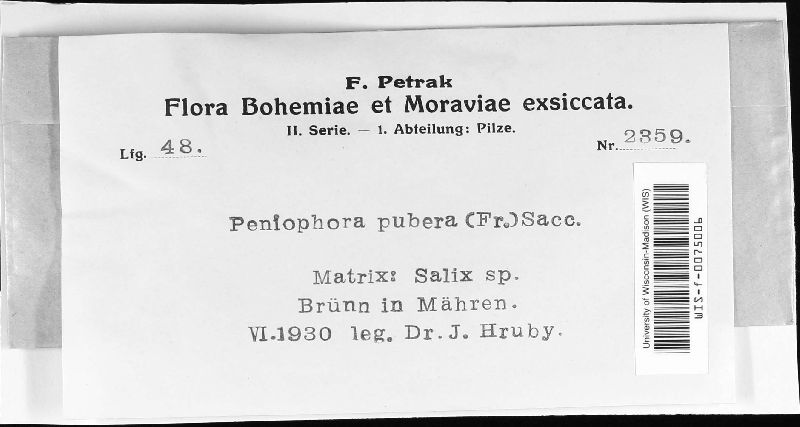 F. Petrak
Flora Bohemiae et Moraviae exsiccata.
II. Serie. — 1. Abteilung: Pilze.
Lfg. 48.
Nr. 2359.
Peniophora pubera (Fr.) Sacc.
Matrix: Salix sp.
Brünn in Mähren.
VI.1930 leg. Dr. J. Hruby.
University of Wisconsin-Madison (WIS)
WIS-f-0075006